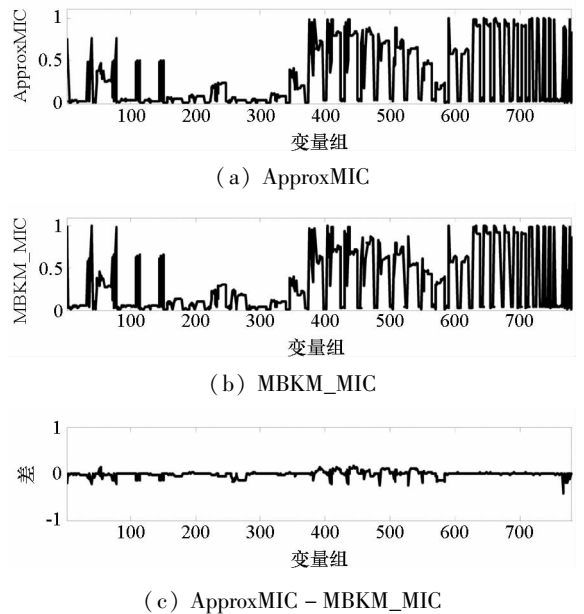 1
0.5
0
ApproxMIC
100 200 300 400 500 600 700
变量组
(a) ApproxMIC
1
0.5
0
MBKM_MIC
100 200 300 400 500 600 700
变量组
(b) MBKM_MIC
1
0
-1
差
100 200 300 400 500 600 700
变量组
(c) ApproxMIC – MBKM_MIC